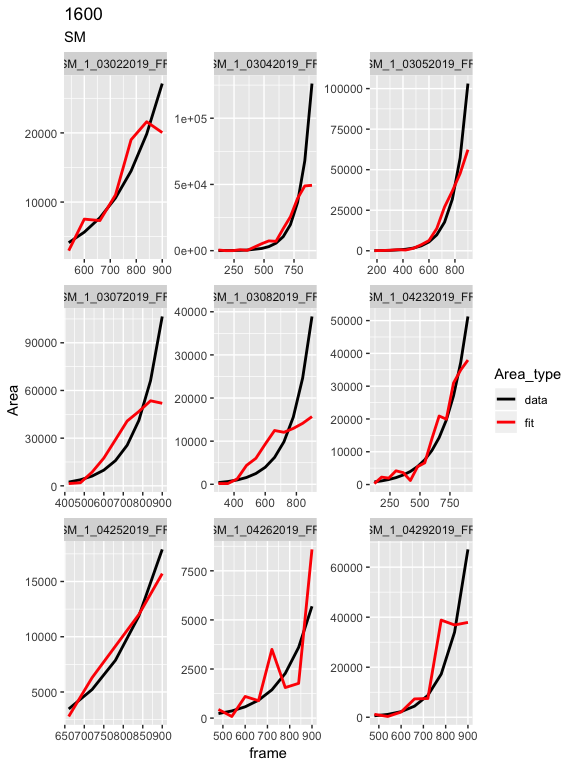 1600
SM
SM_1_03022019_FF
SM_1_03042019_FF
SM_1_03052019_FF
20000
10000
1e+05
5e+04
0e+00
100000
75000
50000
25000
0
600 700 800 900
250 500 750
200 400 600 800
SM_1_03072019_FF
SM_1_03082019_FF
SM_1_04232019_FF
90000
60000
30000
0
40000
30000
20000
10000
0
50000
40000
30000
20000
10000
0
400500600700800900
400 600 800
250 500 750
SM_1_04252019_FF
SM_1_04262019_FF
SM_1_04292019_FF
15000
10000
5000
7500
5000
2500
0
60000
40000
20000
0
650700750800850900
500 600 700 800 900
500 600 700 800 900
Area
frame
Area_type
data
fit